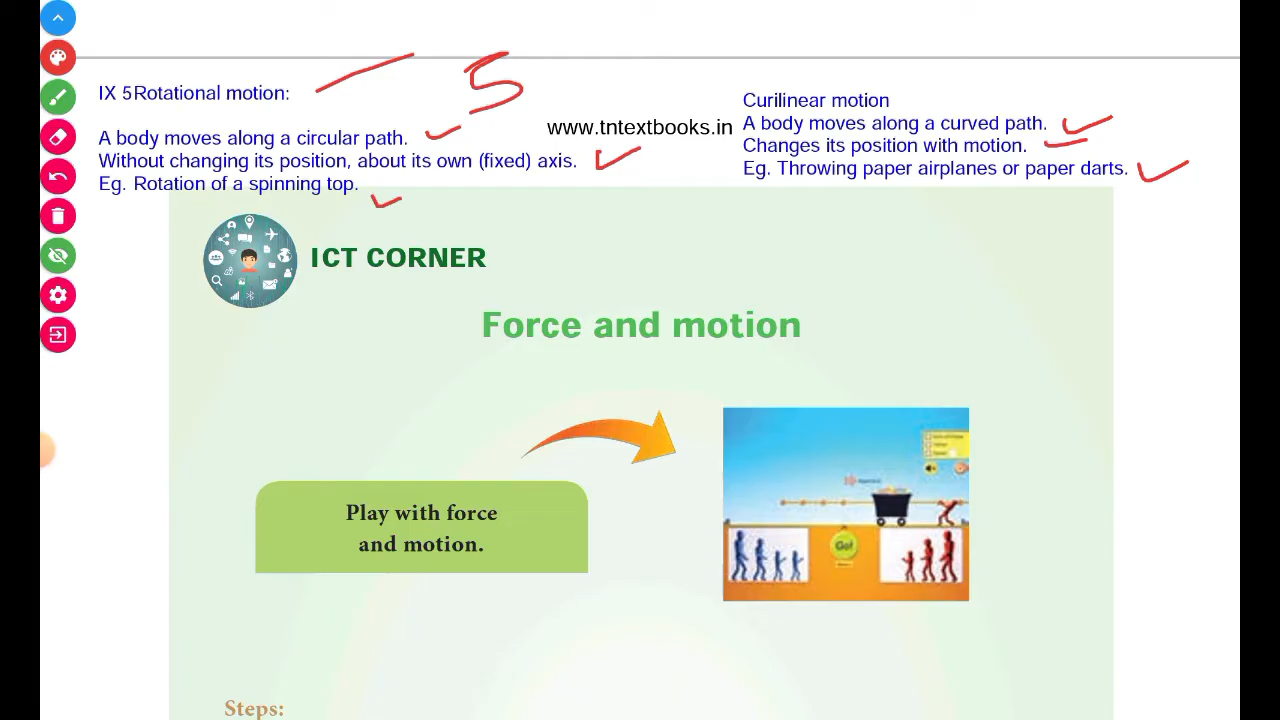 IX 5Rotational motion:
5
A body moves along a circular path.
Without changing its position, about its own (fixed) axis.
Eg. Rotation of a spinning top.
www.tntextbooks.in
Curilinear motion
A body moves along a curved path.
Changes its position with motion.
Eg. Throwing paper airplanes or paper darts.
ICT CORNER
Force and motion
Play with force
and motion.
Go!
Steps: